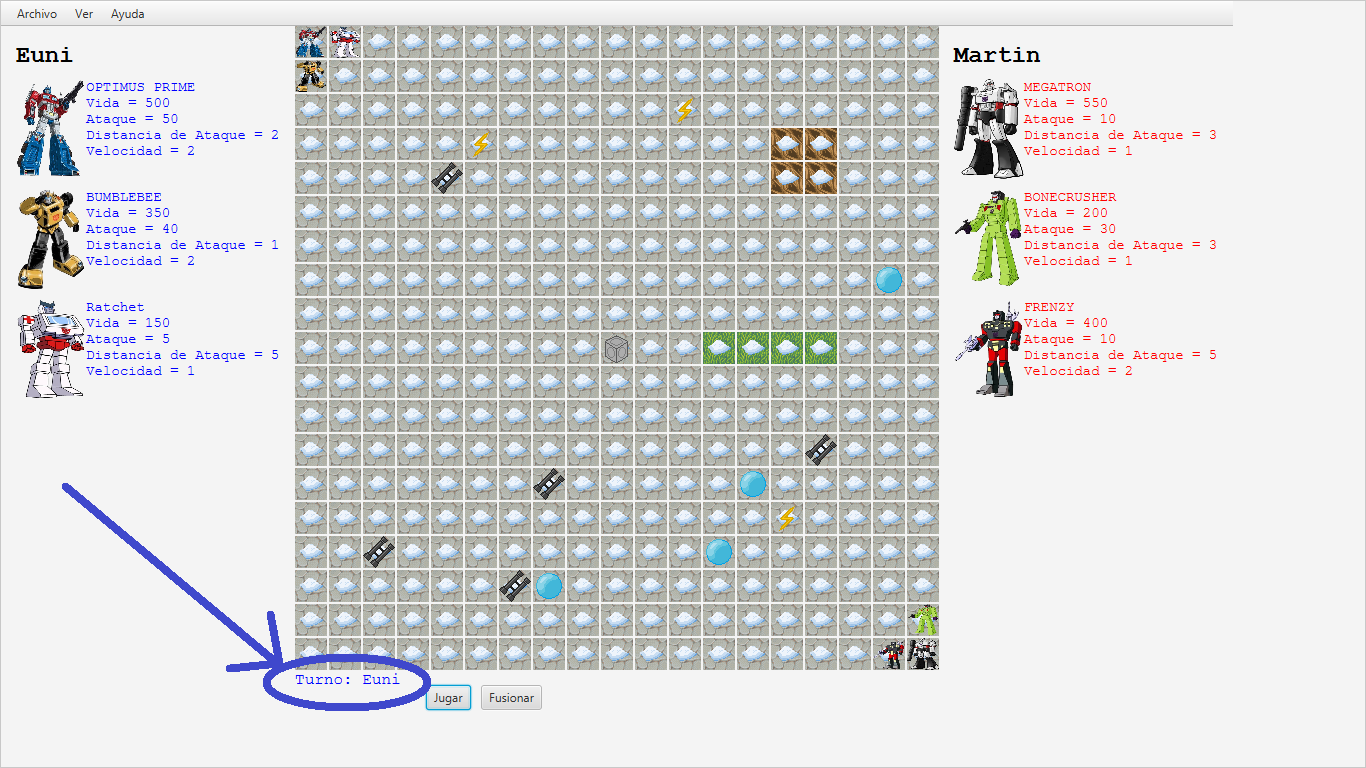 Archivo Ver Ayuda
Euni
OPTIMUS PRIME
Vida = 500
Ataque = 50
Distancia de Ataque = 2
Velocidad = 2
BUMBLEBEE
Vida = 350
Ataque = 40
Distancia de Ataque = 1
Velocidad = 2
Ratchet
Vida = 150
Ataque = 5
Distancia de Ataque = 5
Velocidad = 1
Martin
MEGATRON
Vida = 550
Ataque = 10
Distancia de Ataque = 3
Velocidad = 1
BONECRUSHER
Vida = 200
Ataque = 30
Distancia de Ataque = 3
Velocidad = 1
FRENZY
Vida = 400
Ataque = 10
Distancia de Ataque = 5
Velocidad = 2
Turno: Euni
Jugar Fusionar